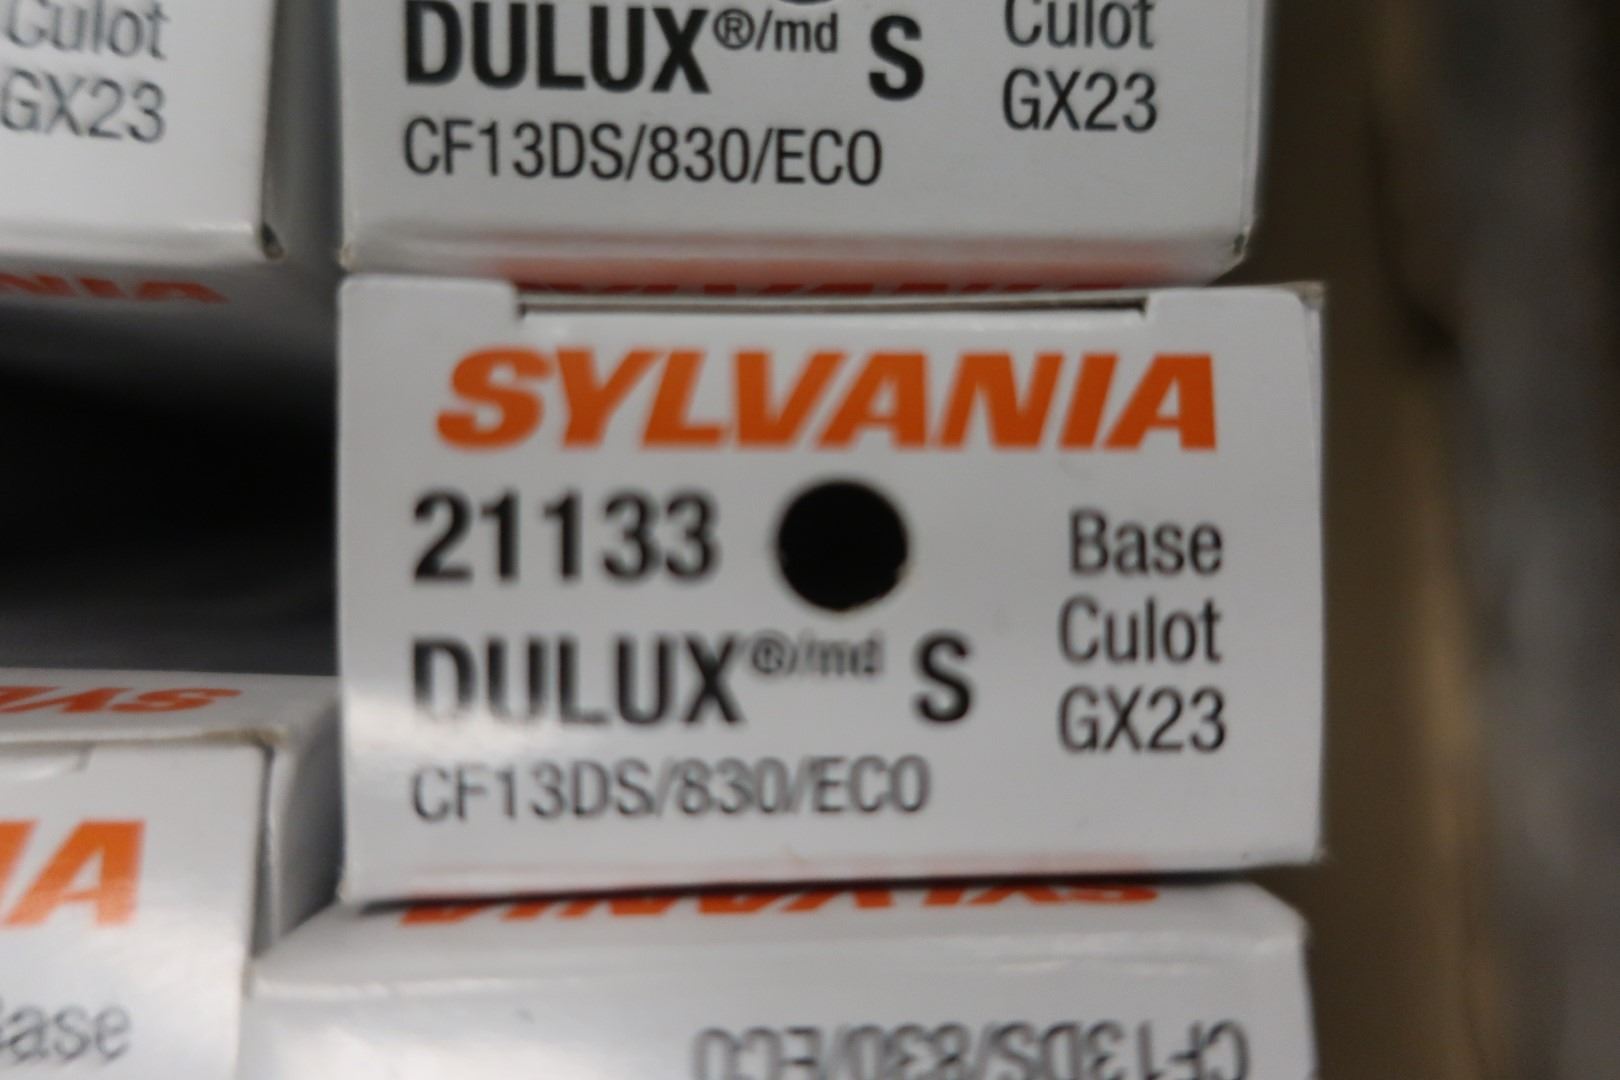 Culot
GX23
DULUX®/md S
Culot
GX23
CF13DS/830/ECO
SYLVANIA
21133
Base
DULUX®/md S
Culot
GX23
CF13DS/830/ECO
SYLVANIA
Base
CF13DS/830/ECO